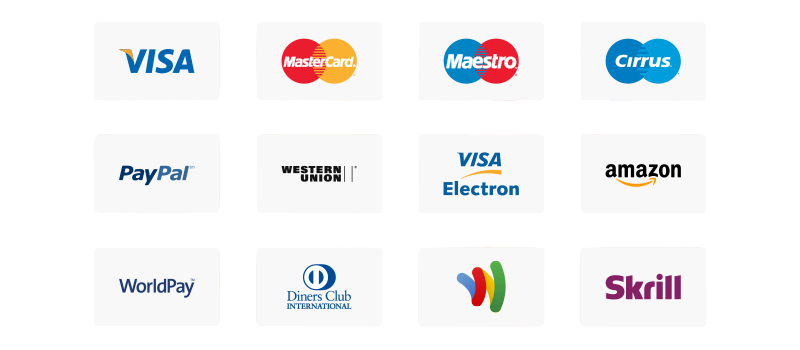 VISA
MasterCard.
Maestro
Cirrus
PayPal
WESTERN
UNION
VISA
Electron
amazon
WorldPay
Diners Club
INTERNATIONAL
Skrill